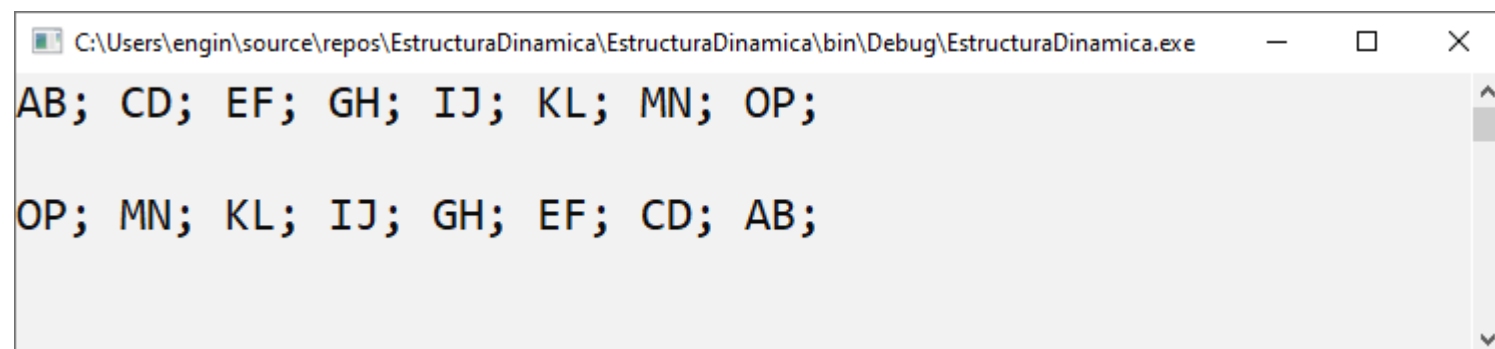 C:\Users\engin\source\repos\EstructuraDinamica\EstructuraDinamica\bin\Debug\EstructuraDinamica.exe
AB; CD; EF; GH; IJ; KL; MN; OP;
OP; MN; KL; IJ; GH; EF; CD; AB;